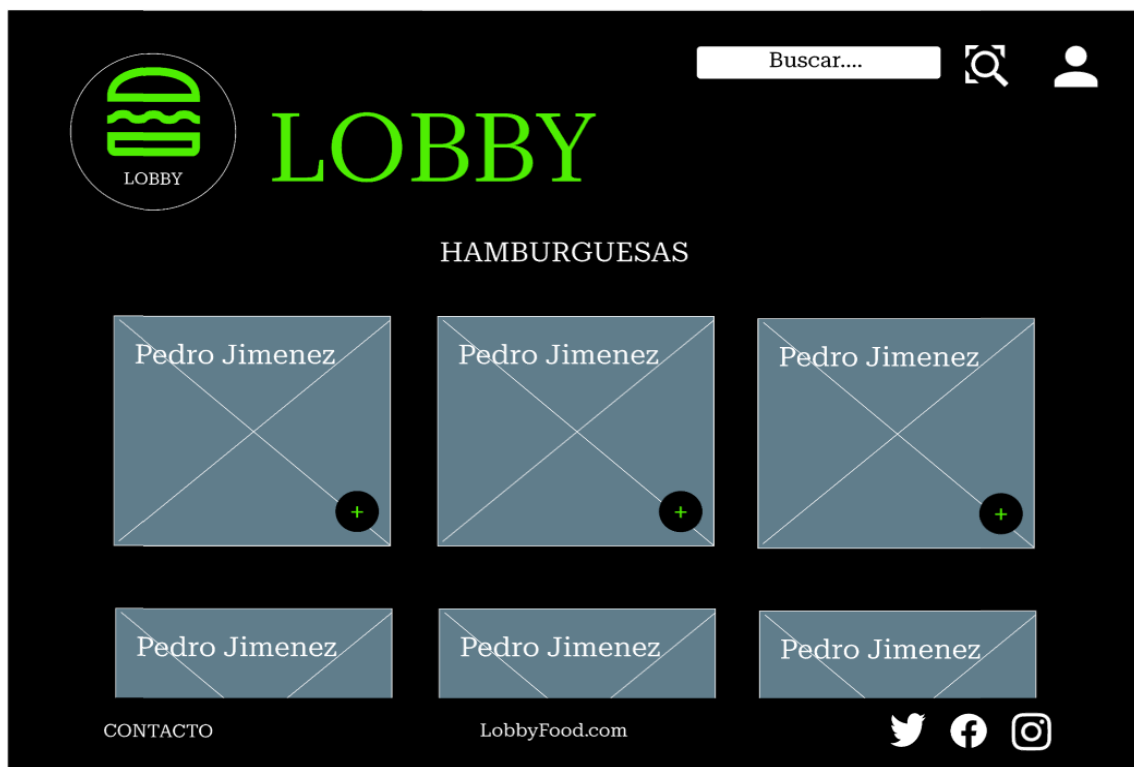 Buscar....
LOBBY
LOBBY
HAMBURGUESAS
Pedro Jimenez
Pedro Jimenez
Pedro Jimenez
+
+
+
Pedro Jimenez
Pedro Jimenez
Pedro Jimenez
CONTACTO
LobbyFood.com